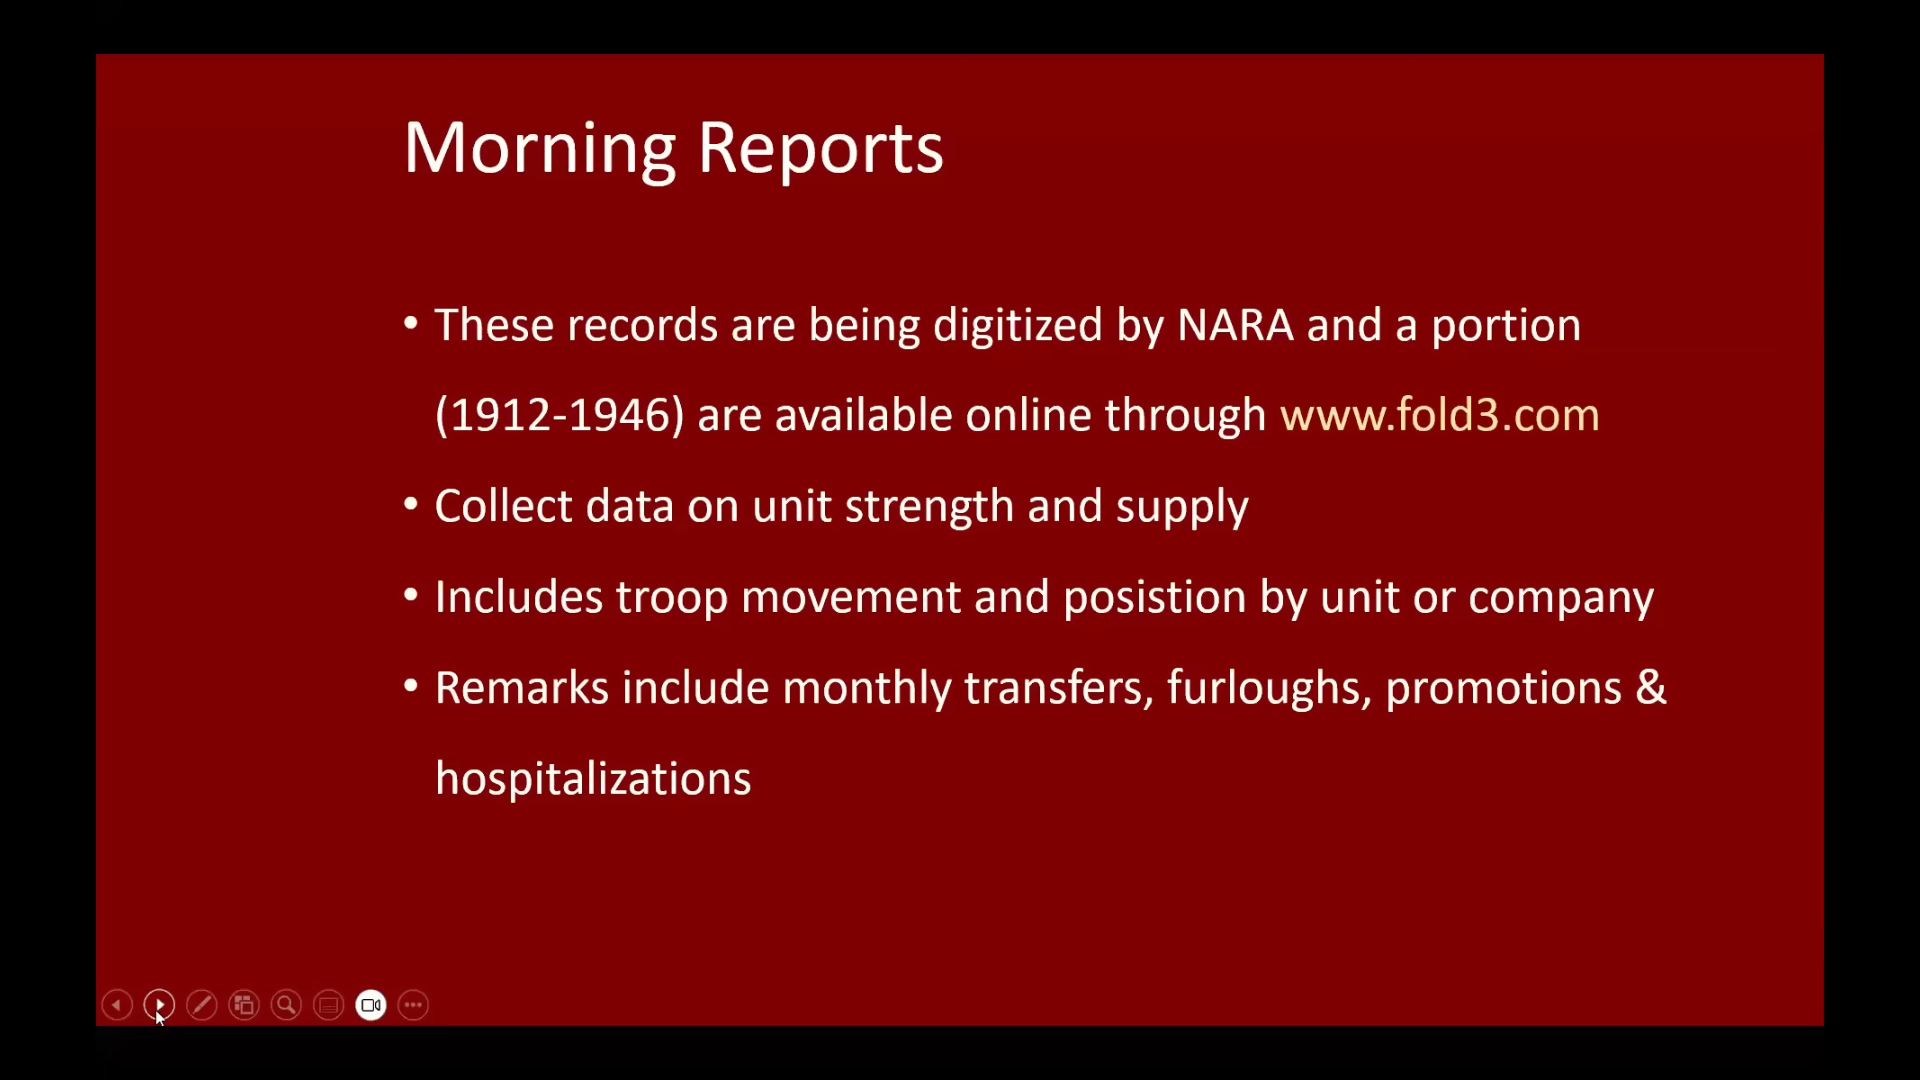 Morning Reports
• These records are being digitized by NARA and a portion
(1912-1946) are available online through www.fold3.com
• Collect data on unit strength and supply
• Includes troop movement and posistion by unit or company
• Remarks include monthly transfers, furloughs, promotions &
hospitalizations